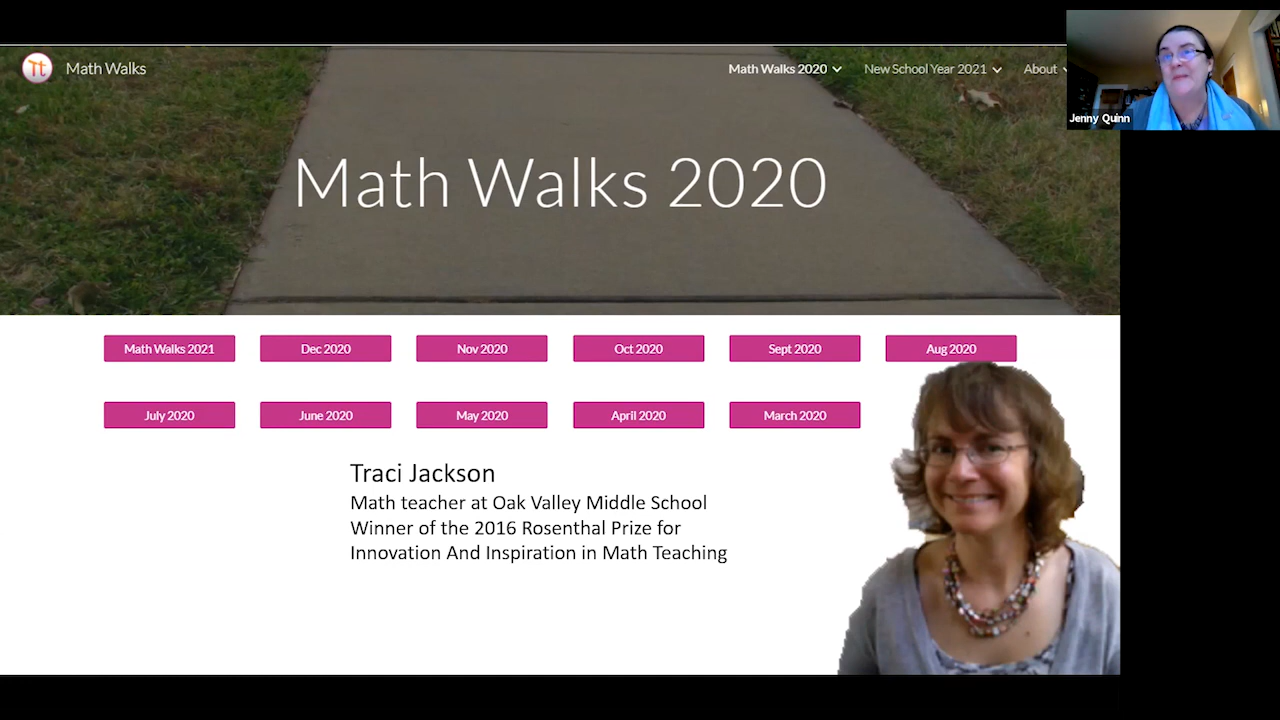 Math Walks
Math Walks 2020
New School Year 2021
About
Jenny Quinn
Math Walks 2020
Math Walks 2021
Dec 2020
Nov 2020
Oct 2020
Sept 2020
Aug 2020
July 2020
June 2020
May 2020
April 2020
March 2020
Traci Jackson
Math teacher at Oak Valley Middle School
Winner of the 2016 Rosenthal Prize for
Innovation And Inspiration in Math Teaching